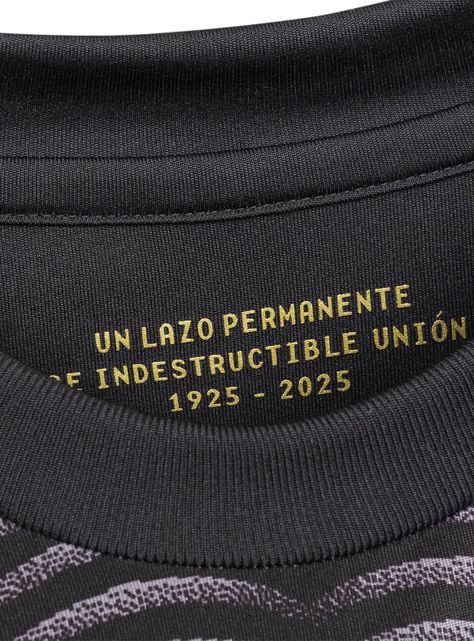 UN LAZO PERMANENTE
DE INDESTRUCTIBLE UNIÓN
1925 - 2025